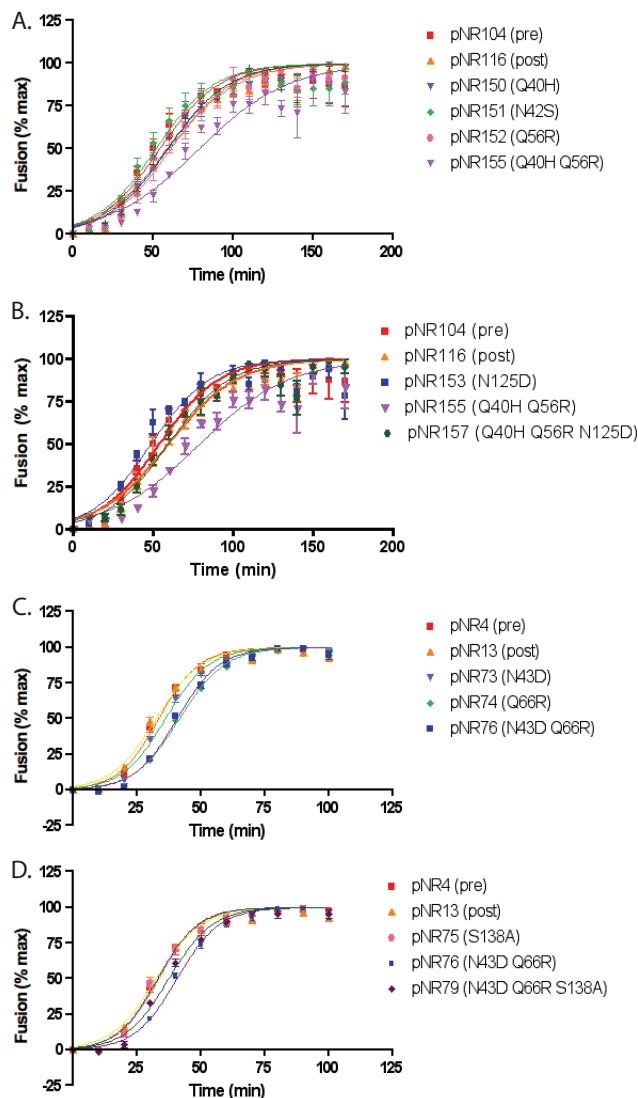 A.
125
100
75
50
25
0
Fusion (% max)
0 50 100 150 200
Time (min)
pNR104 (pre)
pNR116 (post)
pNR150 (Q40H)
pNR151 (N42S)
pNR152 (Q56R)
pNR155 (Q40H Q56R)
B.
125
100
75
50
25
0
Fusion (% max)
0 50 100 150 200
Time (min)
pNR104 (pre)
pNR116 (post)
pNR153 (N125D)
pNR155 (Q40H Q56R)
pNR157 (Q40H Q56R N125D)
C.
125
100
75
50
25
0
-25
Fusion (% max)
25 50 75 100 125
Time (min)
pNR4 (pre)
pNR13 (post)
pNR73 (N43D)
pNR74 (Q66R)
pNR76 (N43D Q66R)
D.
125
100
75
50
25
0
-25
Fusion (% max)
25 50 75 100 125
Time (min)
pNR4 (pre)
pNR13 (post)
pNR75 (S138A)
pNR76 (N43D Q66R)
pNR79 (N43D Q66R S138A)